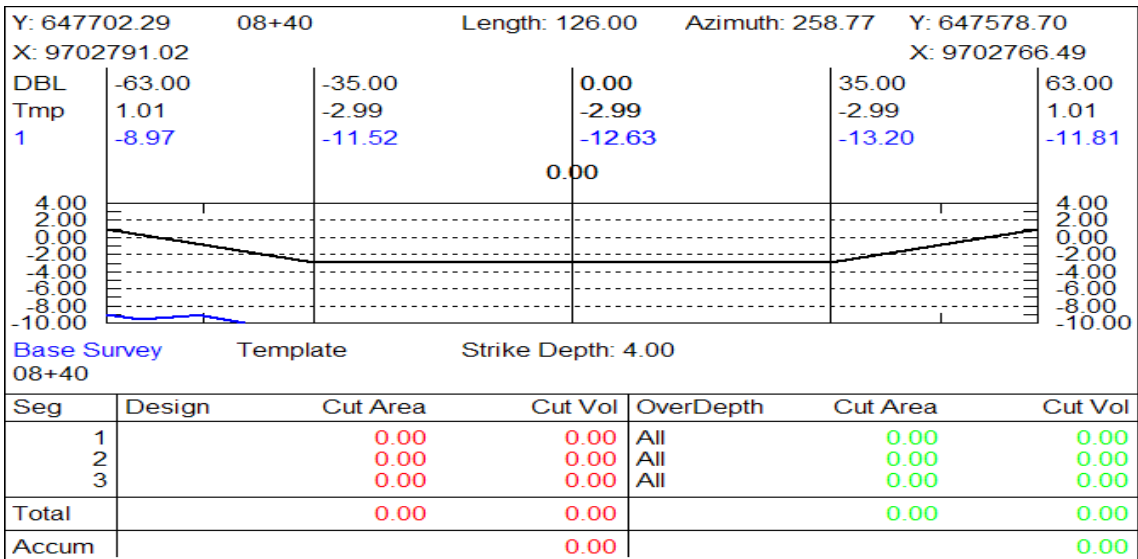 Y: 647702.29 08+40 Length: 126.00 Azimuth: 258.77 Y: 647578.70
X: 9702791.02 X: 9702766.49
DBL -63.00 -35.00 0.00 35.00 63.00
Tmp 1.01 -2.99 -2.99 -2.99 1.01
1 -8.97 -11.52 -12.63 -13.20 -11.81
0.00
4.00 4.00
2.00 2.00
0.00 0.00
-2.00 -2.00
-4.00 -4.00
-6.00 -6.00
-8.00 -8.00
-10.00 -10.00
Base Survey Template Strike Depth: 4.00
08+40
Seg Design Cut Area Cut Vol OverDepth Cut Area Cut Vol
1 0.00 0.00 All 0.00 0.00
2 0.00 0.00 All 0.00 0.00
3 0.00 0.00 All 0.00 0.00
Total 0.00 0.00 0.00 0.00
Accum 0.00 0.00